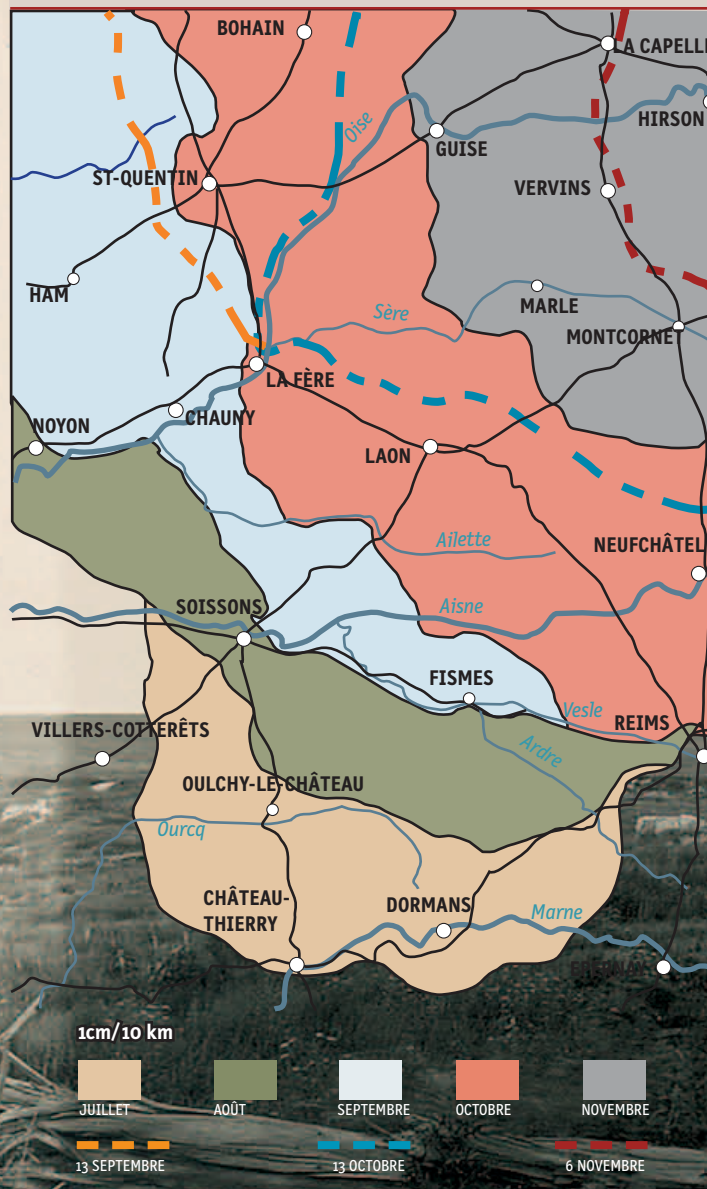 BOHAIN
LA CAPELLE
HIRSON
Oise
GUISE
ST-QUENTIN
VERVINS
HAM
MARLE
Sère
MONTCORNET
LA FÈRE
CHAUNY
NOYON
LAON
Aïlette
NEUFCHÂTEL
SOISSONS
Aisne
FISMES
Vesle
REIMS
VILLERS-COTTERÊTS
Ardre
OULCHY-LE-CHÂTEAU
Ourcq
CHÂTEAU-
THIERRY
DORMANS
Marne
EPERNAY
1cm/10 km
JUILLET
AOÛT
SEPTEMBRE
OCTOBRE
NOVEMBRE
13 SEPTEMBRE
13 OCTOBRE
6 NOVEMBRE